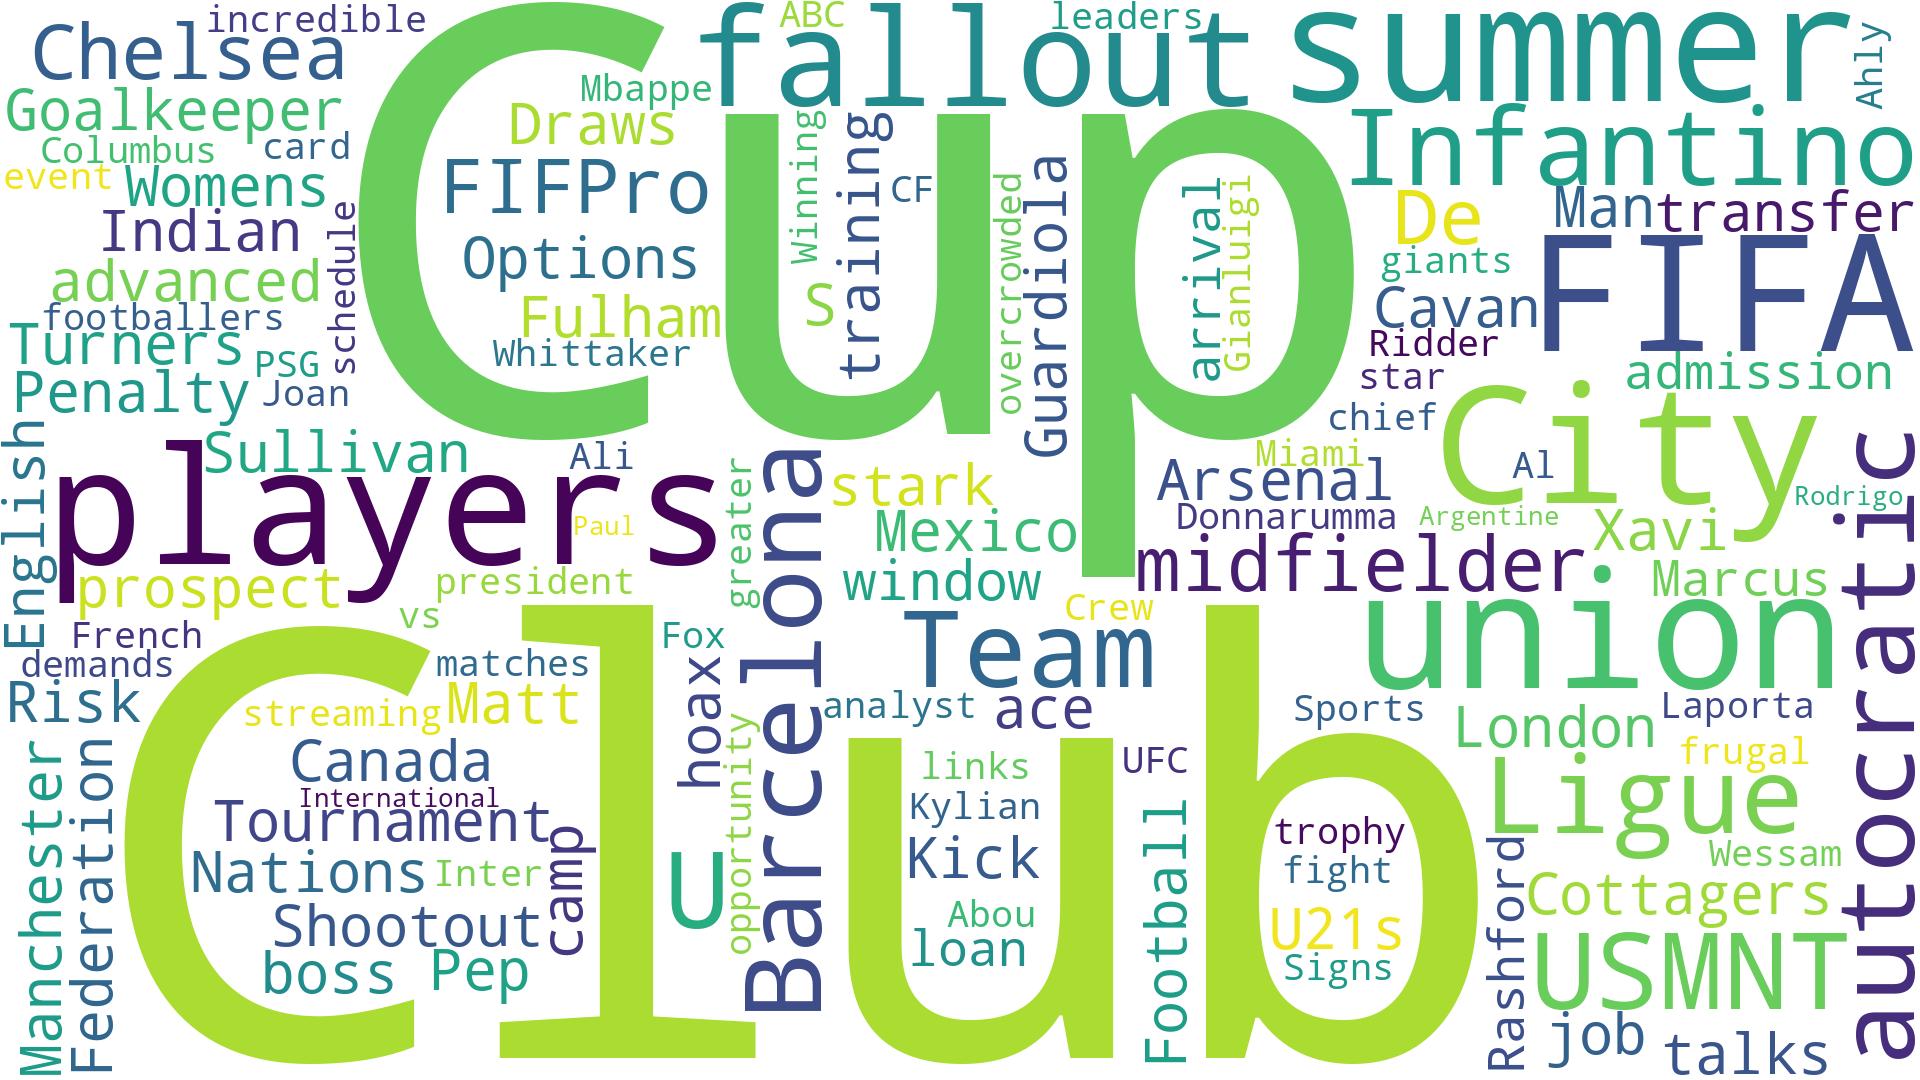 incredible
ABC
leaders
Chelsea
Cup
fallout
summer
Ahly
Goalkeeper
Mbappe
Draws
Infantino
Columbus
card
Winning
training
event
Womens
FIFPro
CF
overcrowded
Guardiola
arrival
Gianluigi
De
Man
transfer
Indian
schedule
Options
giants
FIFA
advanced
S
Cavan
footballers
Fulham
Turners
PSG
Whittaker
Ridder
star
admission
Penalty
Joan
chief
City
English
Sullivan
Ali
greater
Barcelona
stark
Arsenal
Miami
Al
Rodrigo
autocratic
players
Paul
Mexico
Donnarumma
Argentine
Xavi
prospect
president
window
midfielder
Marcus
vs
Crew
union
French
Fox
Team
demands
matches
hoax
Club
Risk
streaming
Matt
opportunity
analyst
ace
Sports
London
Laporta
Manchester
Federation
Canada
links
UFC
frugal
International
Tournament
camp
Kylian
Football
trophy
Ligue
Nations
Inter
U
Kick
fight
Rashford
Wessam
Shootout
Abou
U21s
Cottagers
boss
Pep
loan
Signs
USMNT
job
talks